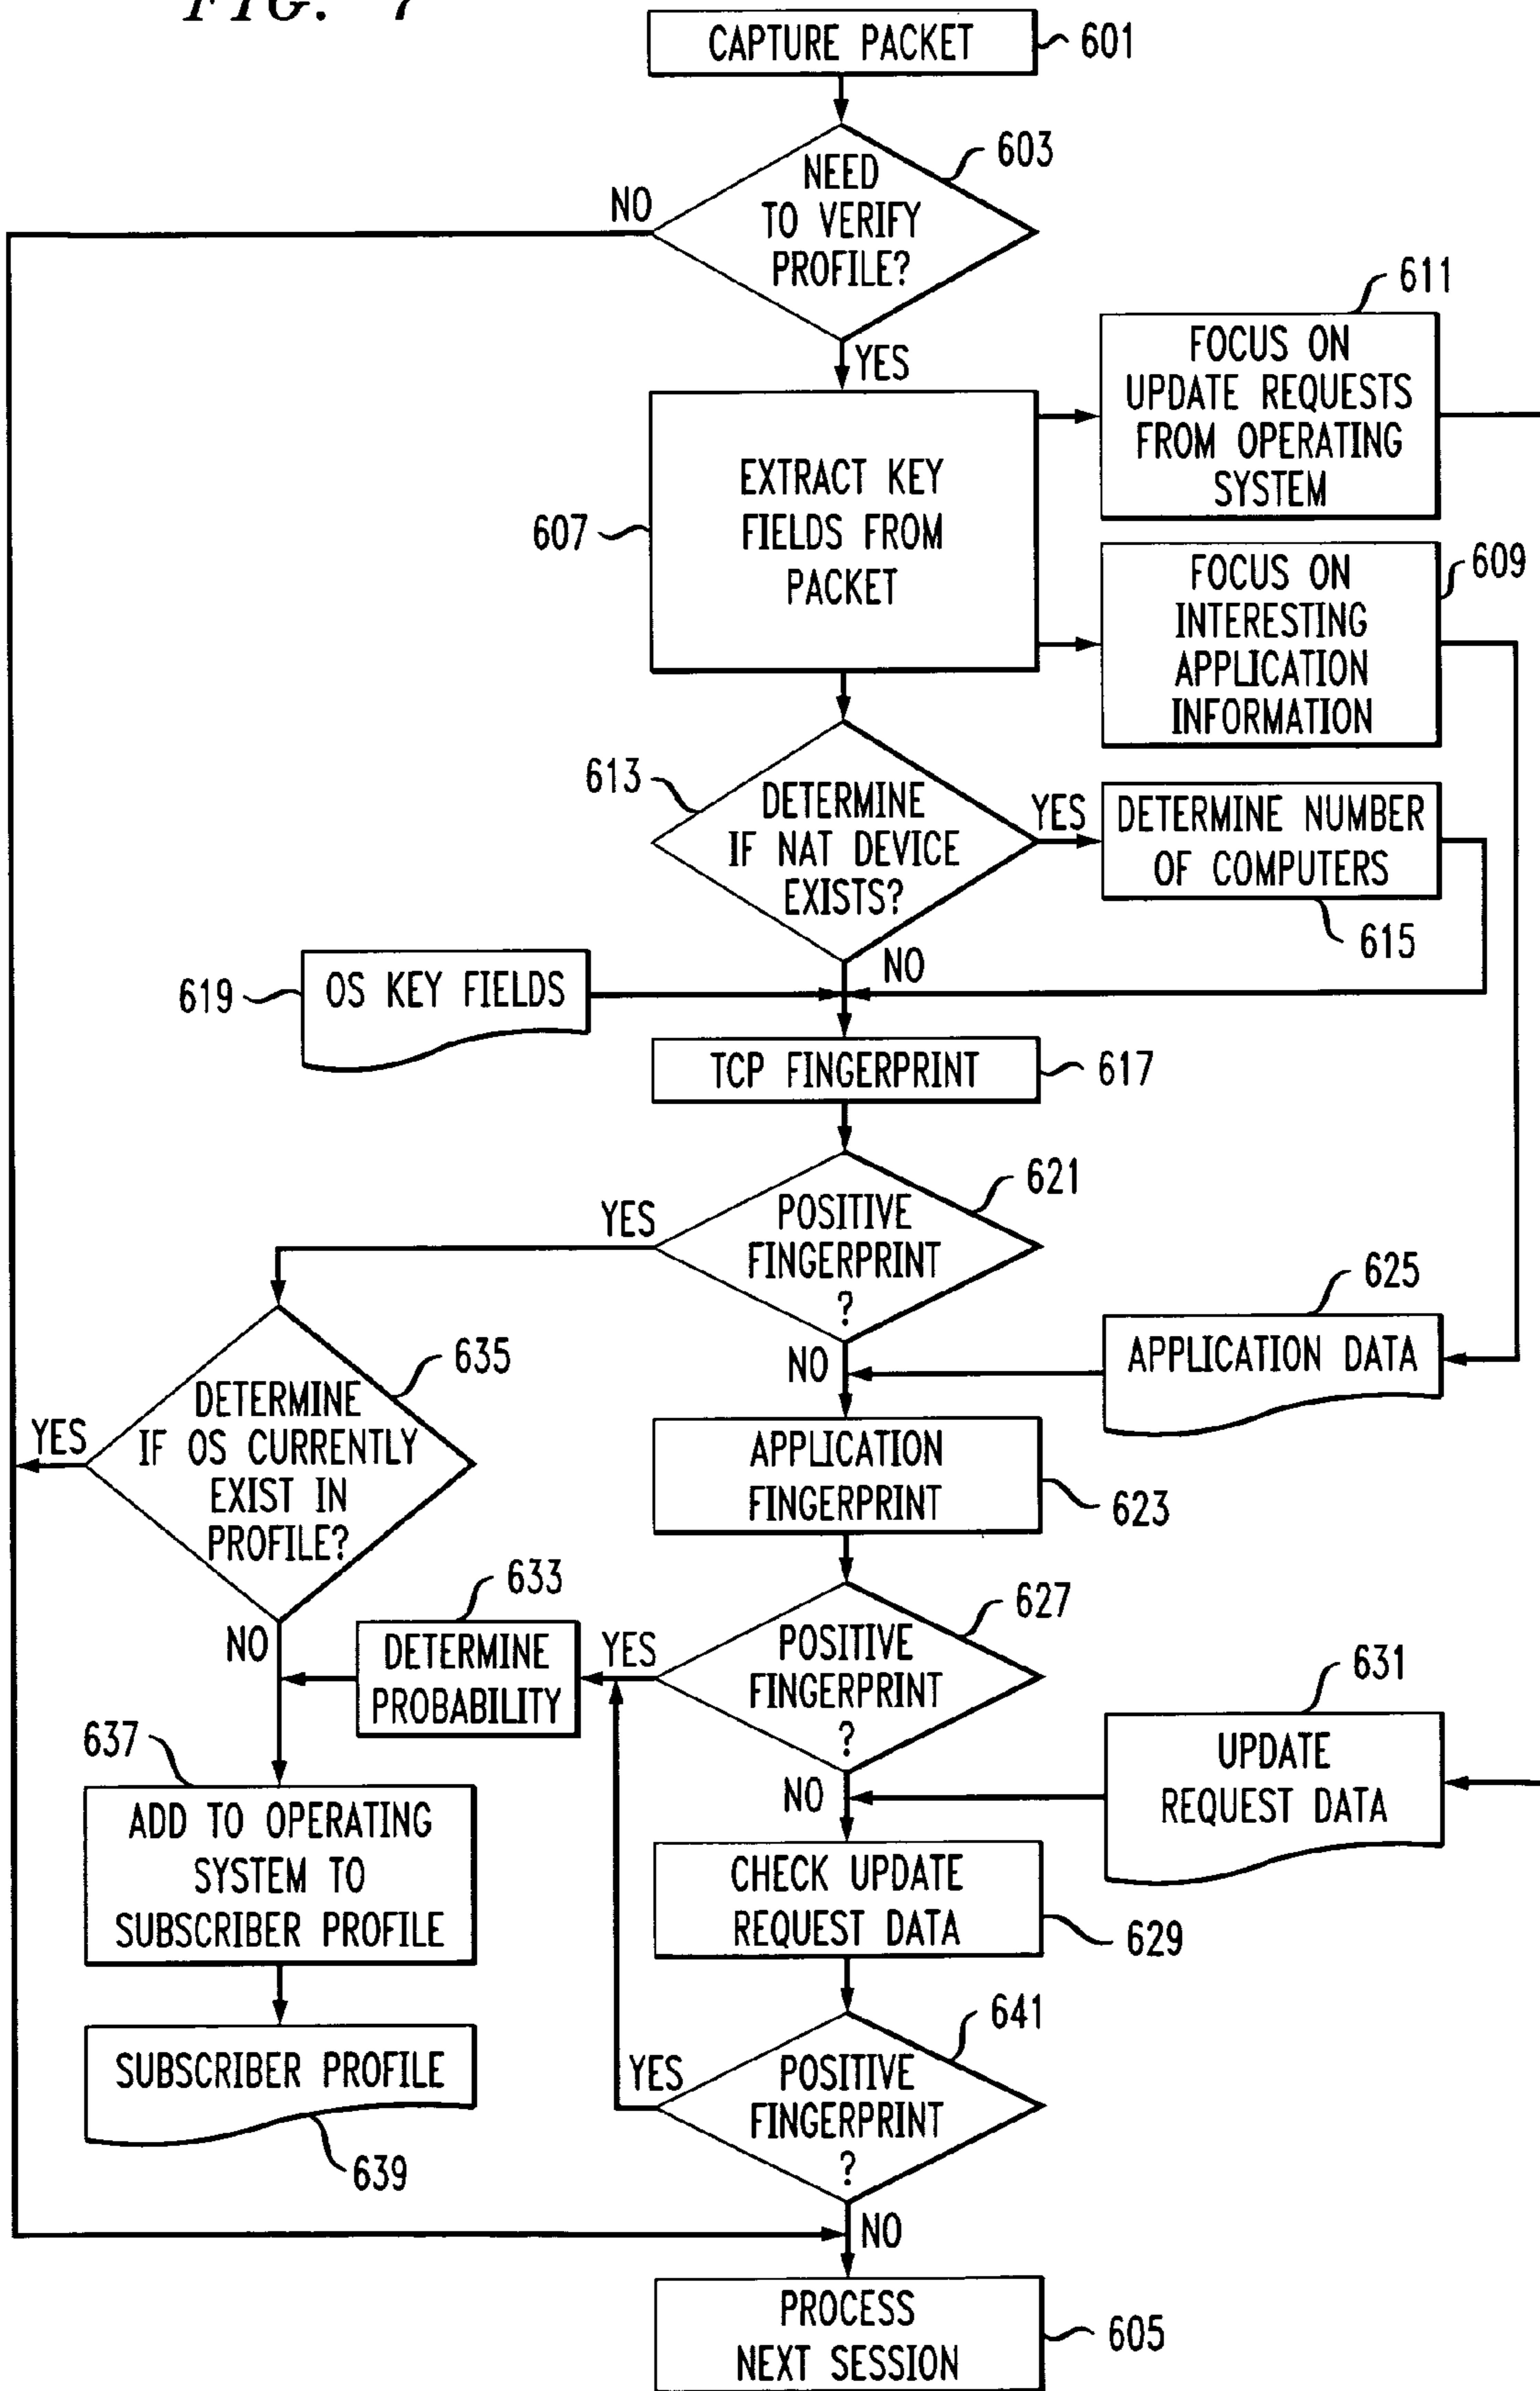 FIG. 7
CAPTURE PACKET
601
603
NEED
TO VERIFY
PROFILE?
NO
YES
611
FOCUS ON
UPDATE REQUESTS
FROM OPERATING
SYSTEM
607
EXTRACT KEY
FIELDS FROM
PACKET
609
FOCUS ON
INTERESTING
APPLICATION
INFORMATION
613
DETERMINE
IF NAT DEVICE
EXISTS?
YES
DETERMINE NUMBER
OF COMPUTERS
615
NO
619
OS KEY FIELDS
TCP FINGERPRINT
617
621
POSITIVE
FINGERPRINT
?
YES
NO
625
APPLICATION DATA
635
DETERMINE
IF OS CURRENTLY
EXIST IN
PROFILE?
YES
NO
APPLICATION
FINGERPRINT
623
633
DETERMINE
PROBABILITY
YES
627
POSITIVE
FINGERPRINT
?
NO
631
UPDATE
REQUEST DATA
637
ADD TO OPERATING
SYSTEM TO
SUBSCRIBER PROFILE
CHECK UPDATE
REQUEST DATA
629
SUBSCRIBER PROFILE
639
641
YES
POSITIVE
FINGERPRINT
?
NO
PROCESS
NEXT SESSION
605